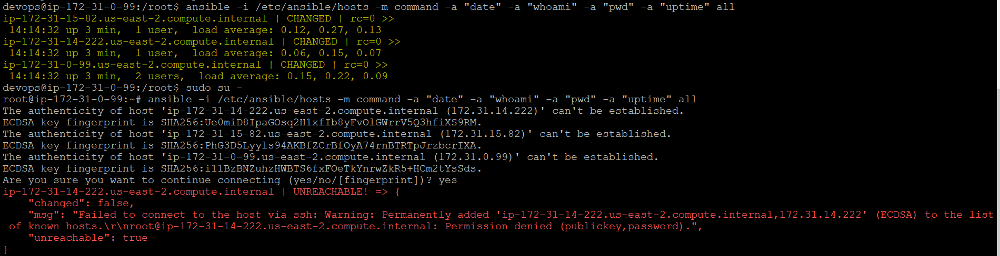 devops@ip-172-31-0-99:/root$ ansible -i /etc/ansible/hosts -m command -a "date" -a "whoami" -a "pwd" -a "uptime" all
ip-172-31-15-82.us-east-2.compute.internal | CHANGED | rc=0 >>
 14:14:32 up 3 min,  1 user,  load average: 0.12, 0.27, 0.13
ip-172-31-14-222.us-east-2.compute.internal | CHANGED | rc=0 >>
 14:14:32 up 3 min,  1 user,  load average: 0.06, 0.15, 0.07
ip-172-31-0-99.us-east-2.compute.internal | CHANGED | rc=0 >>
 14:14:32 up 3 min,  2 users,  load average: 0.15, 0.22, 0.09
devops@ip-172-31-0-99:/root$ sudo su -
root@ip-172-31-0-99:~# ansible -i /etc/ansible/hosts -m command -a "date" -a "whoami" -a "pwd" -a "uptime" all
The authenticity of host 'ip-172-31-14-222.us-east-2.compute.internal (172.31.14.222)' can't be established.
ECDSA key fingerprint is SHA256:Ue0miD8IpaGOsq2H1xfIb8yFvOlGWrrV5Q3hfiXS9RM.
The authenticity of host 'ip-172-31-15-82.us-east-2.compute.internal (172.31.15.82)' can't be established.
ECDSA key fingerprint is SHA256:PhG3D5Lyyls94AKBfZCrBfOyA74rnBTRTpJrzbcrIXA.
The authenticity of host 'ip-172-31-0-99.us-east-2.compute.internal (172.31.0.99)' can't be established.
ECDSA key fingerprint is SHA256:i11BzBNZuhzHWBTS6fxFOeTkYnrwZkR5+HCm2tYsSds.
Are you sure you want to continue connecting (yes/no/[fingerprint])? yes
ip-172-31-14-222.us-east-2.compute.internal | UNREACHABLE! => {
    "changed": false,
    "msg": "Failed to connect to the host via ssh: Warning: Permanently added 'ip-172-31-14-222.us-east-2.compute.internal,172.31.14.222' (ECDSA) to the list
 of known hosts.\r\nroot@ip-172-31-14-222.us-east-2.compute.internal: Permission denied (publickey,password).",
    "unreachable": true
}